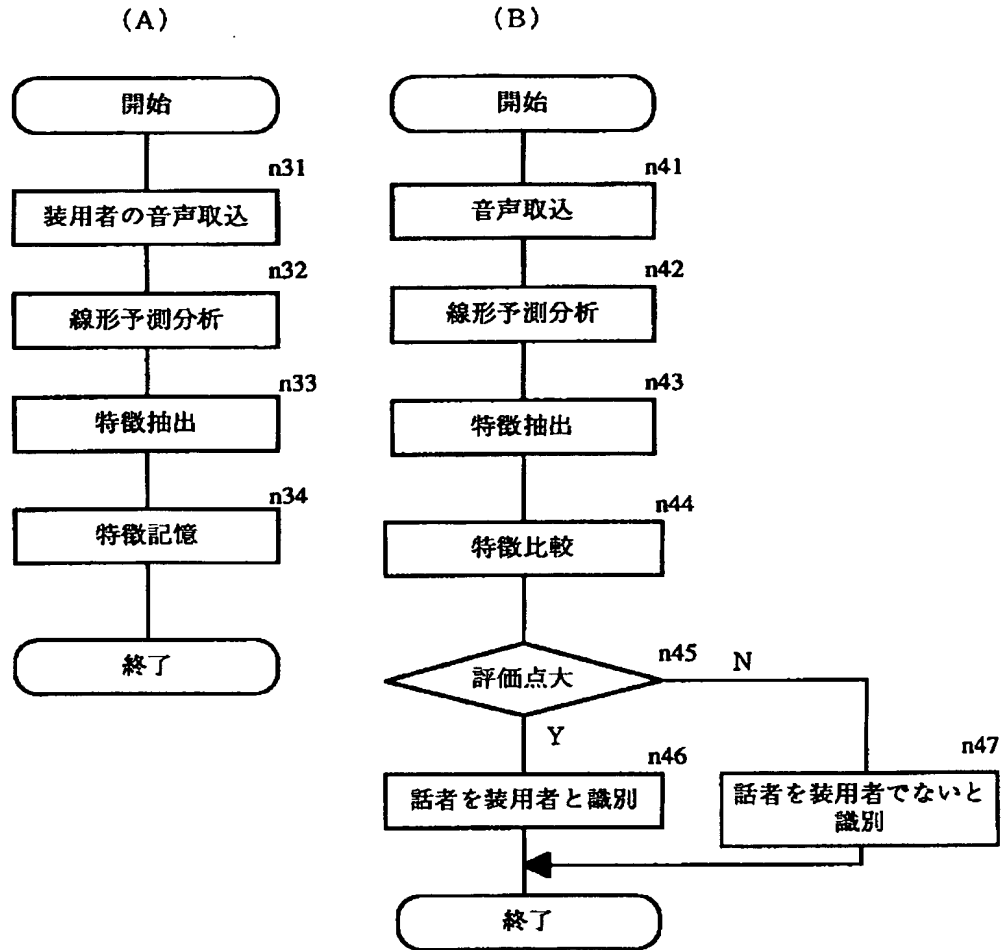 (A)
開始
n31
装用者の音声取込
n32
線形予測分析
n33
特徴抽出
n34
特徴記憶
終了
(B)
開始
n41
音声取込
n42
線形予測分析
n43
特徴抽出
n44
特徴比較
n45
評価点大
N
Y
n46
話者を装用者と識別
n47
話者を装用者でないと
識別
終了